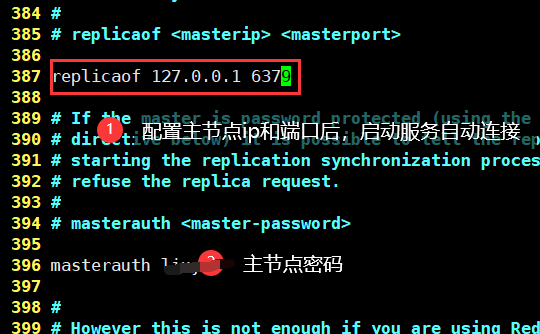 384 #
385 # replicaof <masterip> <masterport>
386
387 replicaof 127.0.0.1 6379
388
389 # If the master is password protected (using the
1 配置主节点ip和端口后，启动服务自动连接
390 # directive below) it is possible to tell the rep
391 # starting the replication synchronization proces
392 # refuse the replica request.
393 #
394 # masterauth <master-password>
395
396 masterauth
2 主节点密码
397
398 #
399 # However this is not enough if you are using Red